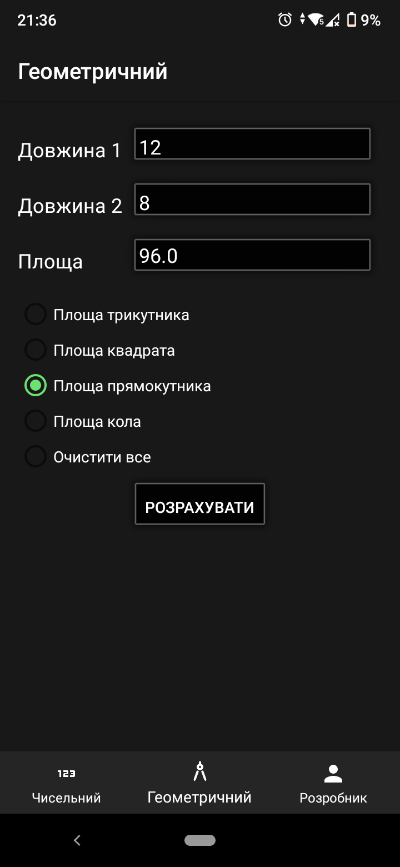 21:36
5
9%
Геометричний
Довжина 1
12
Довжина 2
8
Площа
96.0
Площа трикутника
Площа квадрата
Площа прямокутника
Площа кола
Очистити все
РОЗРАХУВАТИ
123
Чисельний
Геометричний
Розробник